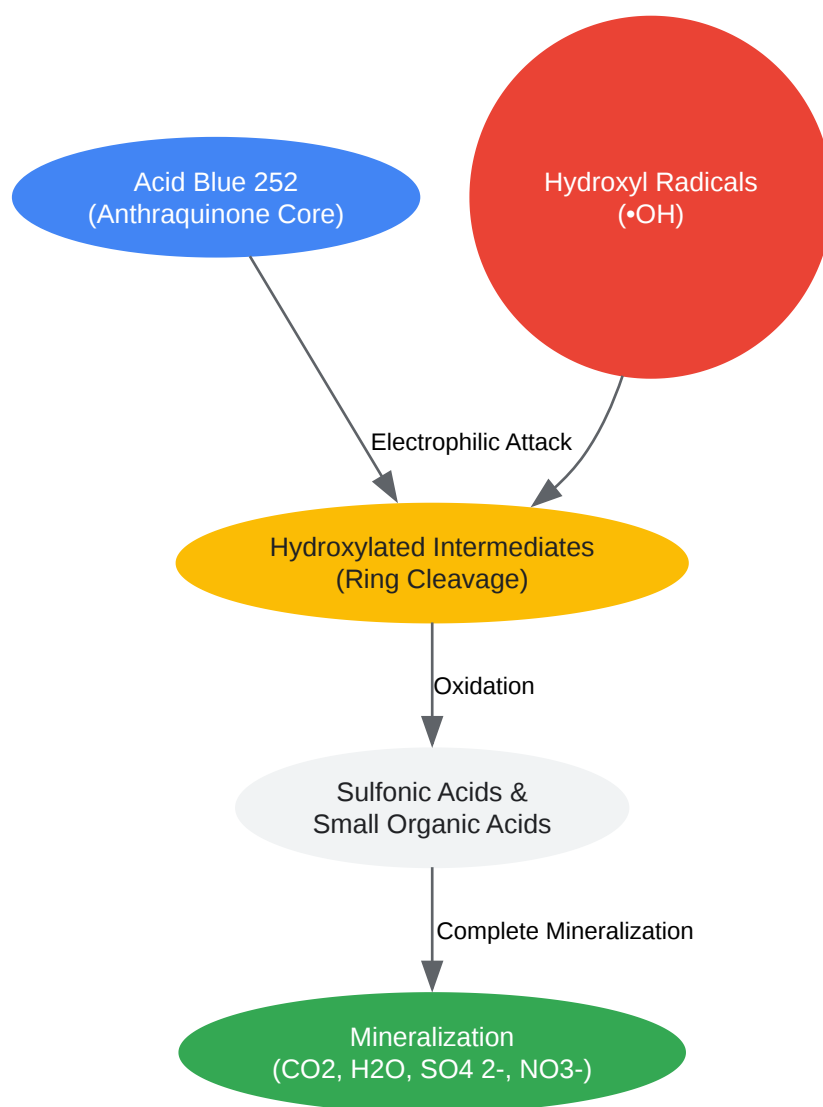 Acid Blue 252
(Anthraquinone Core)
Hydroxyl Radicals
(•OH)
Electrophilic Attack
Hydroxylated Intermediates
(Ring Cleavage)
Oxidation
Sulfonic Acids &
Small Organic Acids
Complete Mineralization
Mineralization
(CO2, H2O, SO4 2-, NO3-)